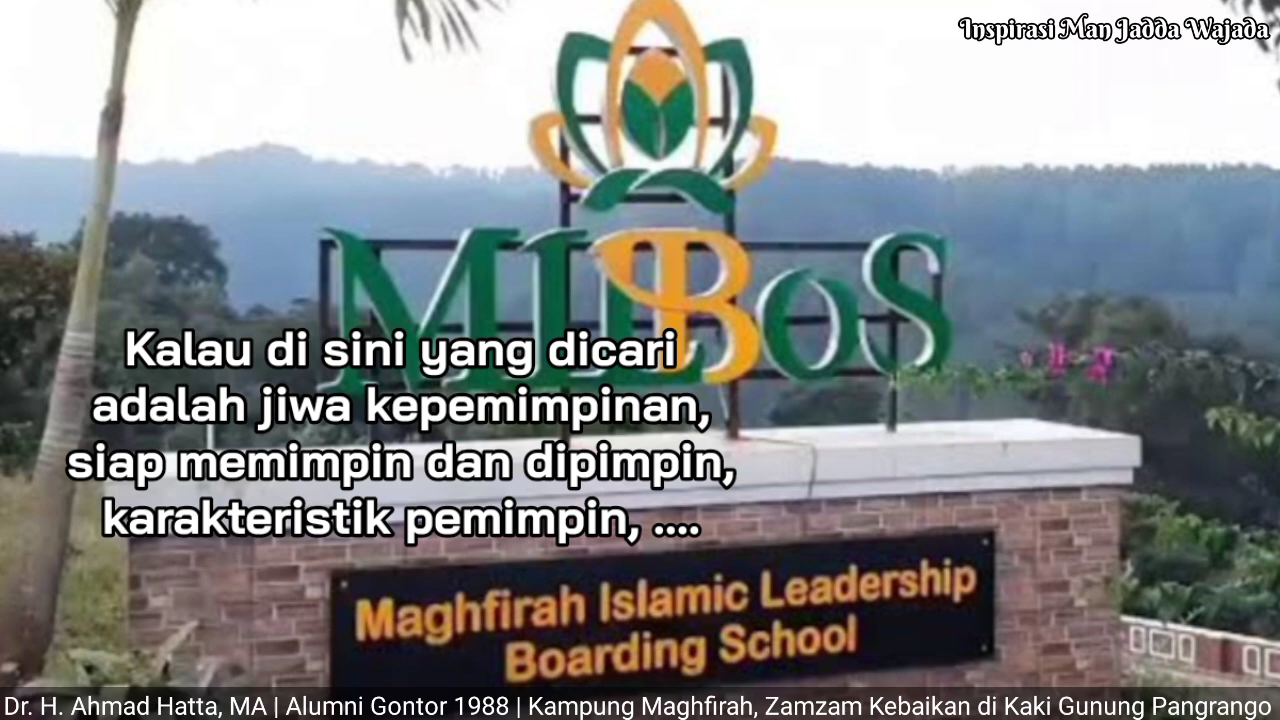 Inspirasi Man Jadda Wajada
MILBoS
Kalau di sini yang dicari
adalah jiwa kepemimpinan,
siap memimpin dan dipimpin,
karakteristik pemimpin, ....
Maghfirah Islamic Leadership
Boarding School
Dr. H. Ahmad Hatta, MA | Alumni Gontor 1988 | Kampung Maghfirah, Zamzam Kebaikan di Kaki Gunung Pangrango